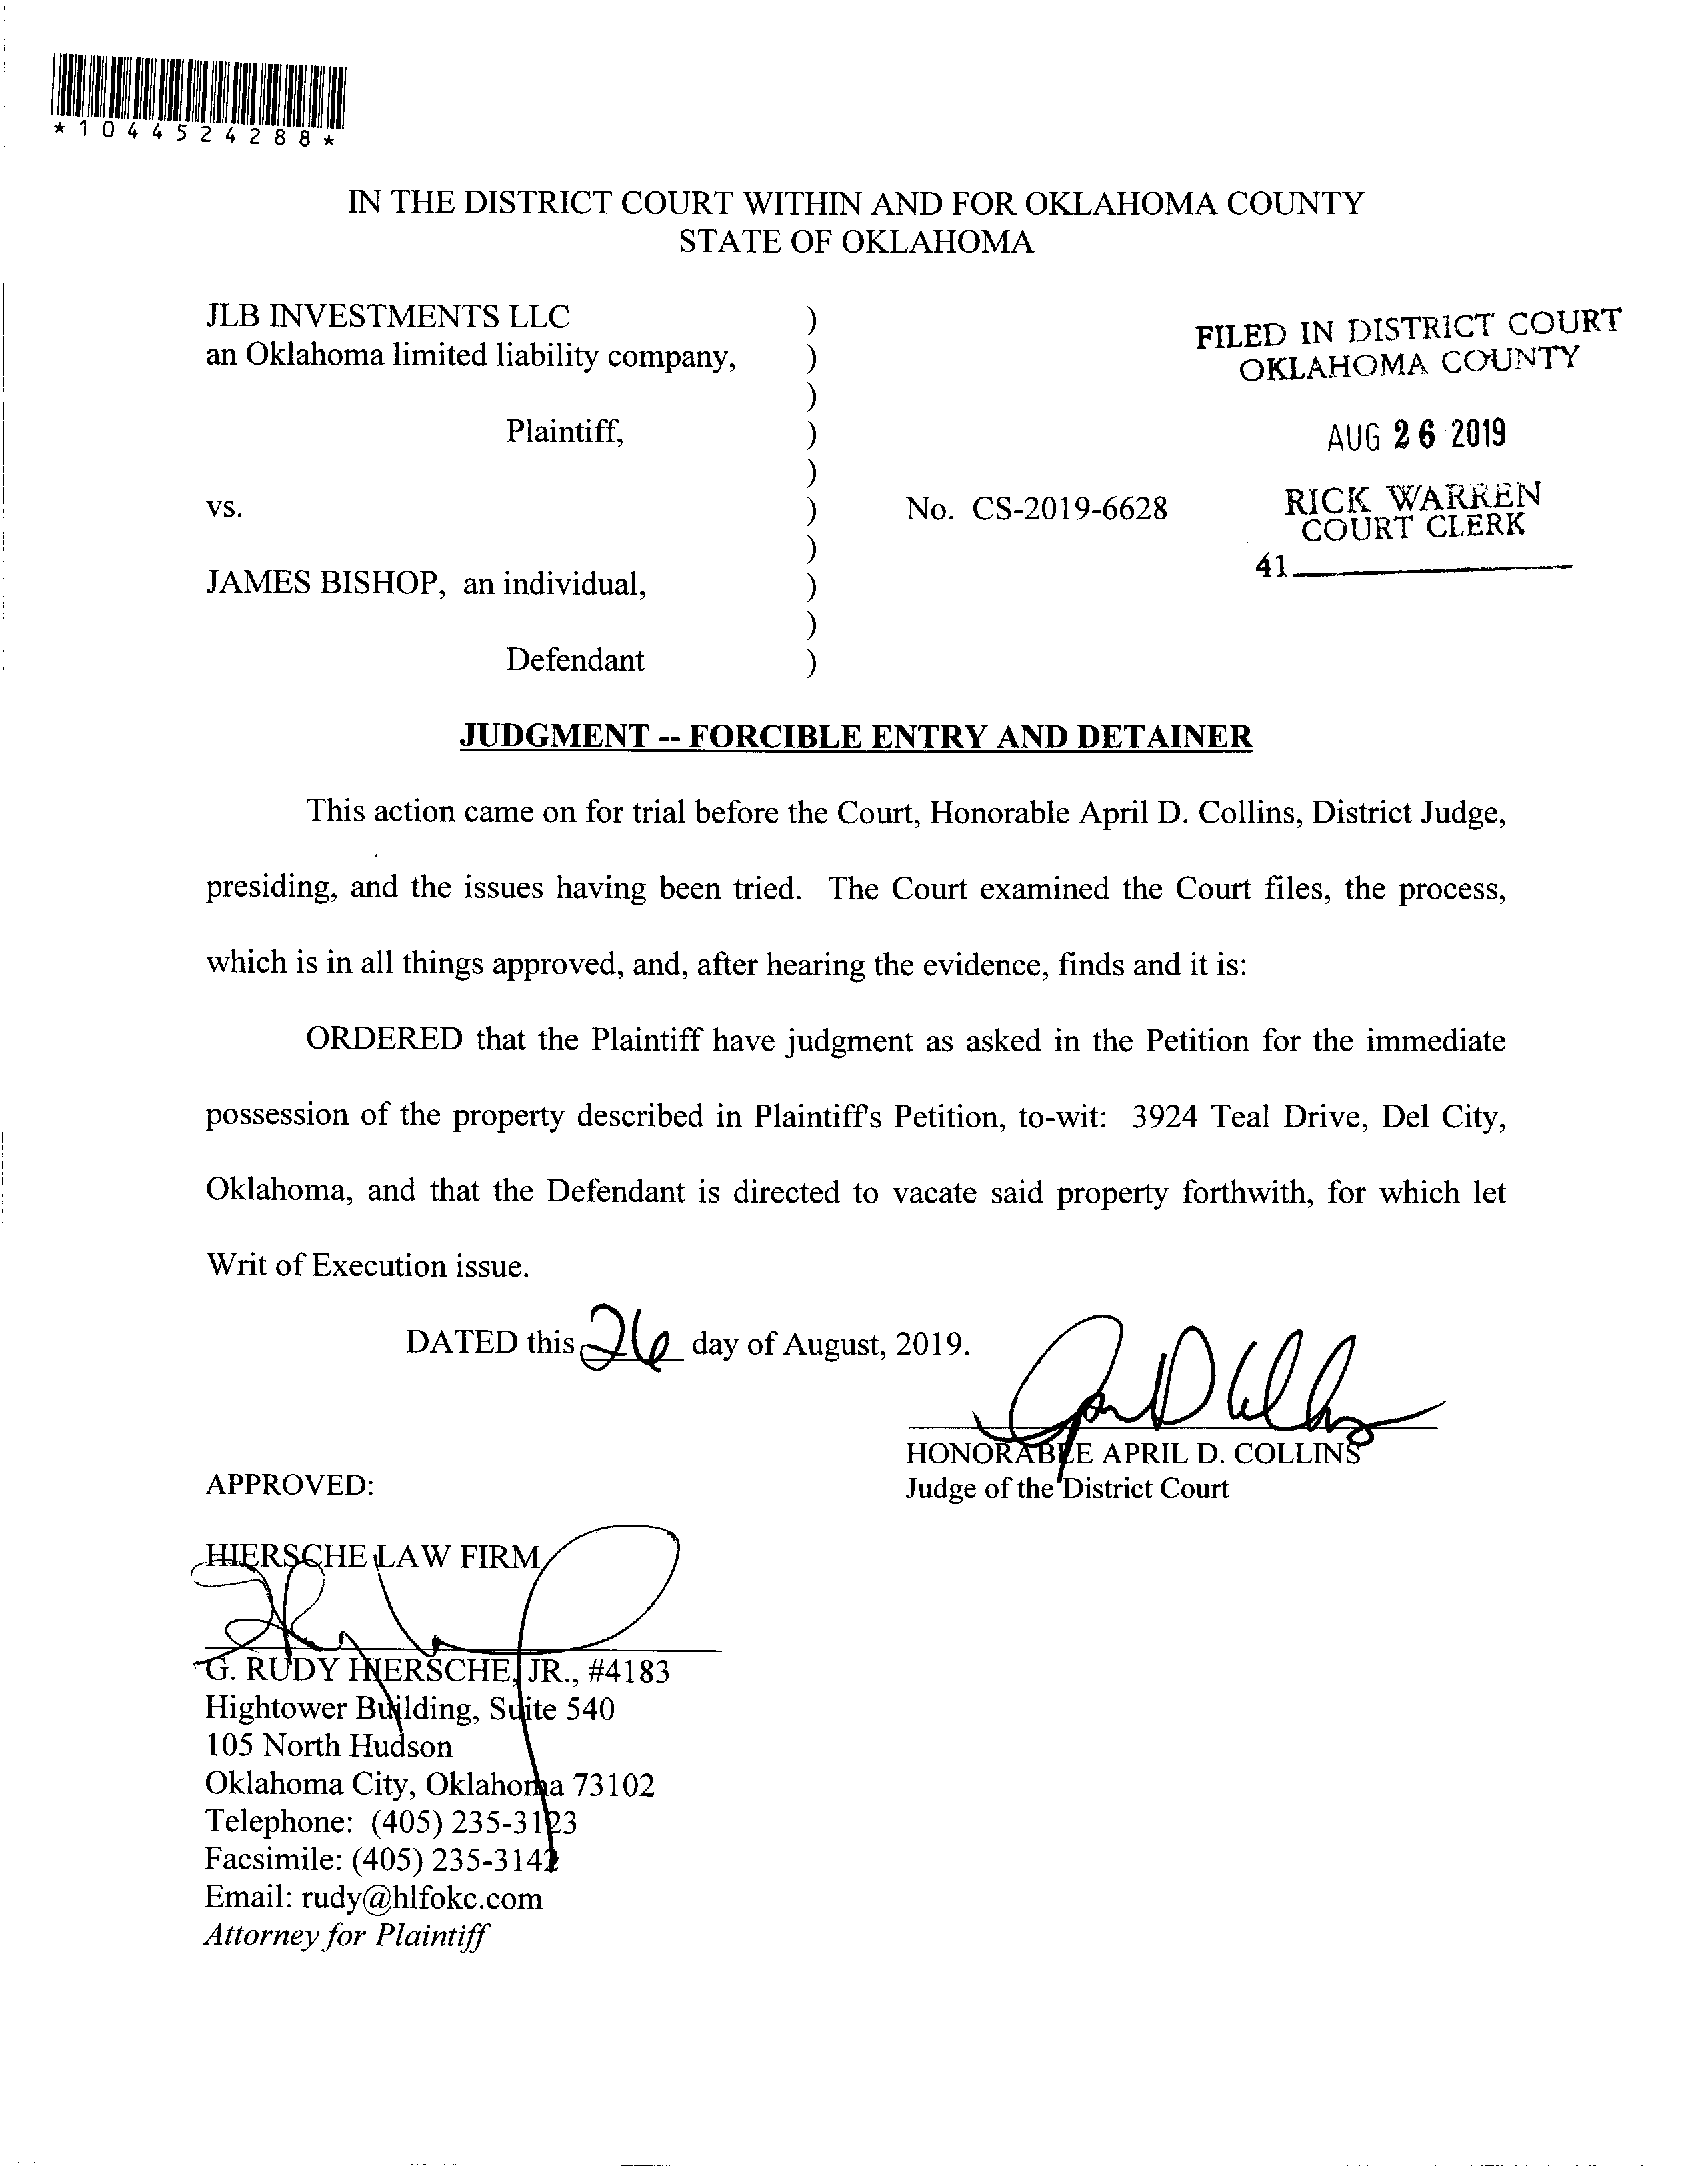 *1044524288*
IN THE DISTRICT COURT WITHIN AND FOR OKLAHOMA COUNTY
STATE OF OKLAHOMA
JLB INVESTMENTS LLC )
an Oklahoma limited liability company, )
)
Plaintiff, )
)
vs. ) No. CS-2019-6628
)
JAMES BISHOP, an individual, )
)
Defendant )
FILED IN DISTRICT COURT
OKLAHOMA COUNTY
AUG 26 2019
RICK WARREN
COURT CLERK
41
JUDGMENT -- FORCIBLE ENTRY AND DETAINER
This action came on for trial before the Court, Honorable April D. Collins, District Judge,
presiding, and the issues having been tried. The Court examined the Court files, the process,
which is in all things approved, and, after hearing the evidence, finds and it is:
ORDERED that the Plaintiff have judgment as asked in the Petition for the immediate
possession of the property described in Plaintiff's Petition, to-wit: 3924 Teal Drive, Del City,
Oklahoma, and that the Defendant is directed to vacate said property forthwith, for which let
Writ of Execution issue.
DATED this 26 day of August, 2019.
HONORABLE APRIL D. COLLINS
Judge of the District Court
APPROVED:
HIERSCHE LAW FIRM
G. RUDY HIERSCHE, JR., #4183
Hightower Building, Suite 540
105 North Hudson
Oklahoma City, Oklahoma 73102
Telephone: (405) 235-3123
Facsimile: (405) 235-3142
Email: rudy@hlfokc.com
Attorney for Plaintiff